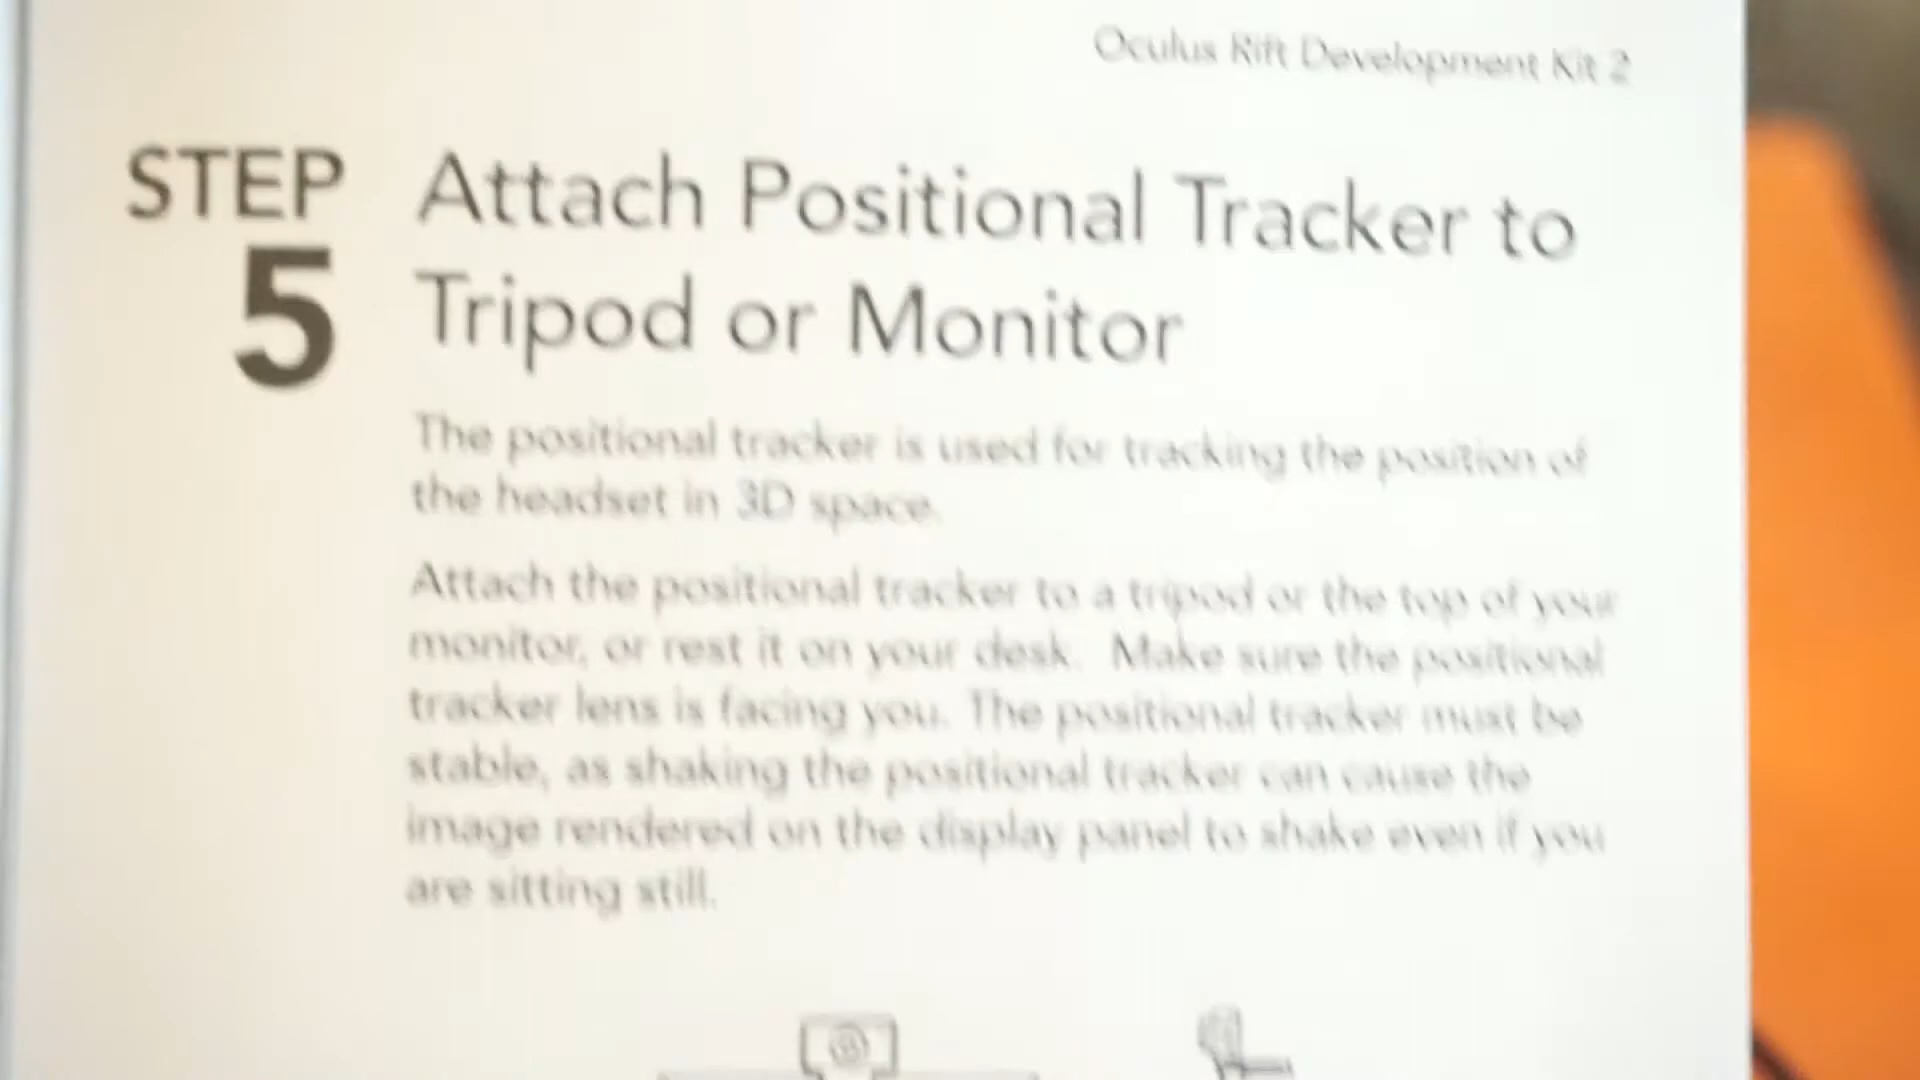 Oculus Rift Development Kit 2
STEP
5
Attach Positional Tracker to
Tripod or Monitor
The positional tracker is used for tracking the position of
the headset in 3D space.
Attach the positional tracker to a tripod or the top of your
monitor, or rest it on your desk. Make sure the positional
tracker lens is facing you. The positional tracker must be
stable, as shaking the positional tracker can cause the
image rendered on the display panel to shake even if you
are sitting still.